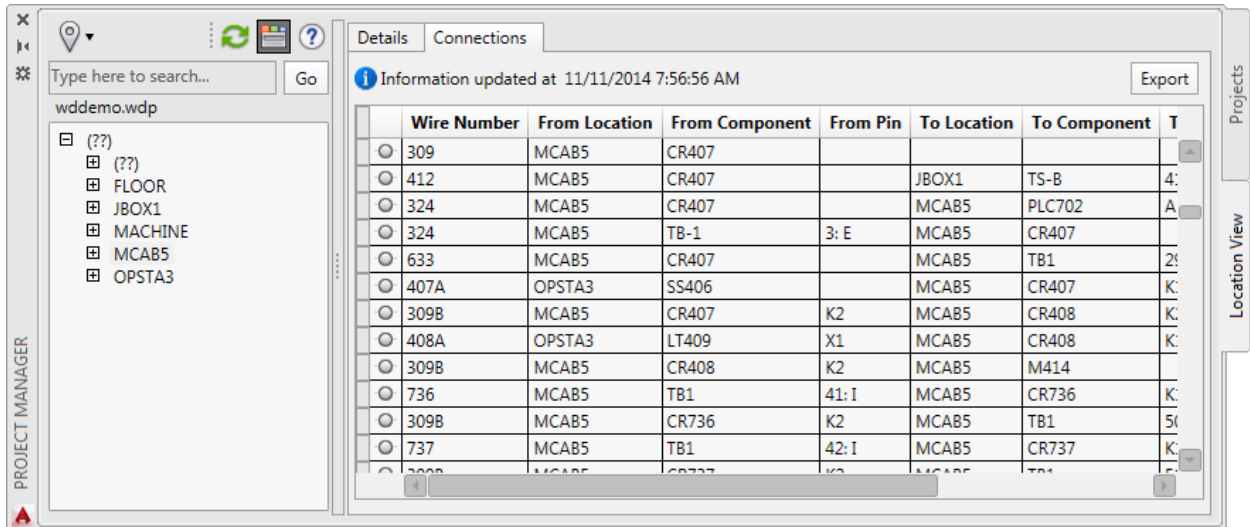 Type here to search...
Go
wddemo.wdp
(??)
(??)
FLOOR
JBOX1
MACHINE
MCAB5
OPSTA3
Details Connections
Information updated at 11/11/2014 7:56:56 AM
Export
Wire Number From Location From Component From Pin To Location To Component T
309 MCAB5 CR407
412 MCAB5 CR407 JBOX1 TS-B
324 MCAB5 CR407 MCAB5 PLC702 A
324 MCAB5 TB-1 3: E MCAB5 CR407
633 MCAB5 CR407 MCAB5 TB1
407A OPSTA3 SS406 MCAB5 CR407
309B MCAB5 CR407 K2 MCAB5 CR408
408A OPSTA3 LT409 X1 MCAB5 CR408
309B MCAB5 CR408 K2 MCAB5 M414
736 MCAB5 TB1 41: I MCAB5 CR736
309B MCAB5 CR736 K2 MCAB5 TB1
737 MCAB5 TB1 42: I MCAB5 CR737
Projects
Location View
PROJECT MANAGER